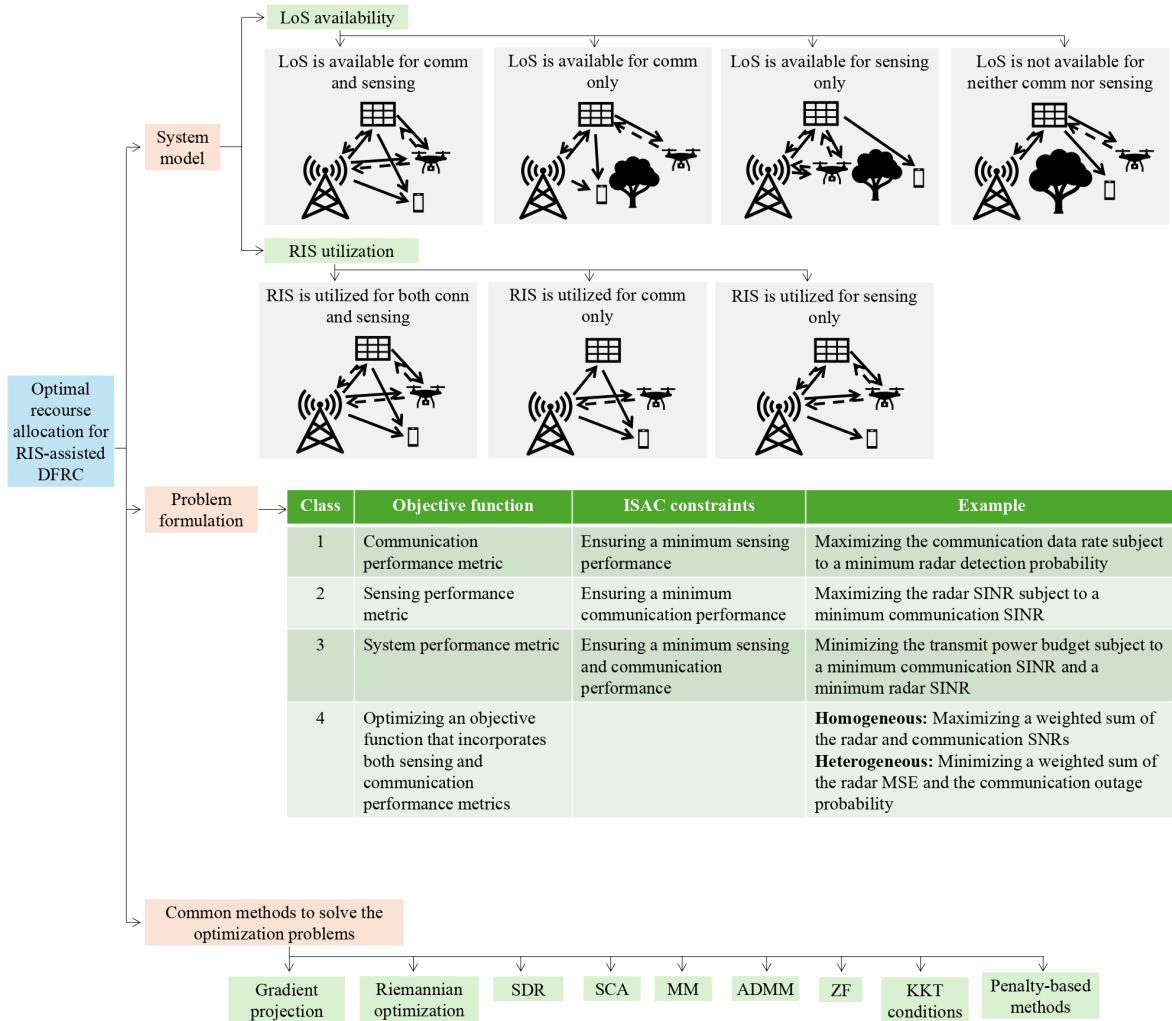 LoS availability
LoS is available for comm
and sensing
LoS is available for comm
only
LoS is available for sensing
only
LoS is not available for
neither comm nor sensing
System
model
RIS utilization
RIS is utilized for both conn
and sensing
RIS is utilized for comm
only
RIS is utilized for sensing
only
Optimal
recourse
allocation for
RIS-assisted
DFRC
Problem
formulation
Class
Objective function
ISAC constraints
Example
1
Communication
performance metric
Ensuring a minimum sensing
performance
Maximizing the communication data rate subject
to a minimum radar detection probability
2
Sensing performance
metric
Ensuring a minimum
communication performance
Maximizing the radar SINR subject to a
minimum communication SINR
3
System performance metric
Ensuring a minimum sensing
and communication
performance
Minimizing the transmit power budget subject to
a minimum communication SINR and a
minimum radar SINR
4
Optimizing an objective
function that incorporates
both sensing and
communication
performance metrics
Homogeneous: Maximizing a weighted sum of
the radar and communication SNRs
Heterogeneous: Minimizing a weighted sum of
the radar MSE and the communication outage
probability
Common methods to solve the
optimization problems
Gradient
projection
Riemannian
optimization
SDR
SCA
MM
ADMM
ZF
KKT
conditions
Penalty-based
methods